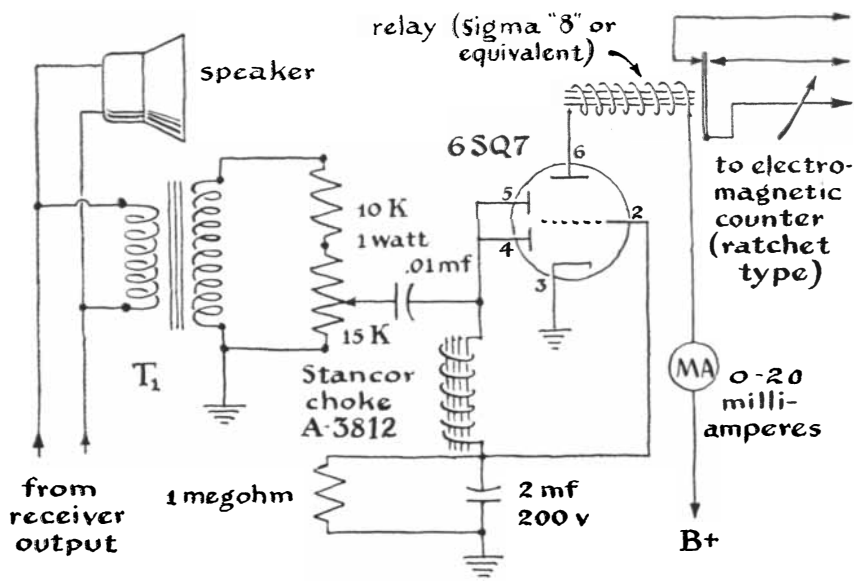 relay (Sigma "8" or
equivalent)
speaker
6SQ7
6
5
4
3
2
to electro-
magnetic
counter
(ratchet
type)
10 K
1 watt
.01mf
15 K
T1
Stancor
choke
A-3812
MA
0-20
milli-
amperes
from
receiver
output
1 megohm
2 mf
200 v
B+